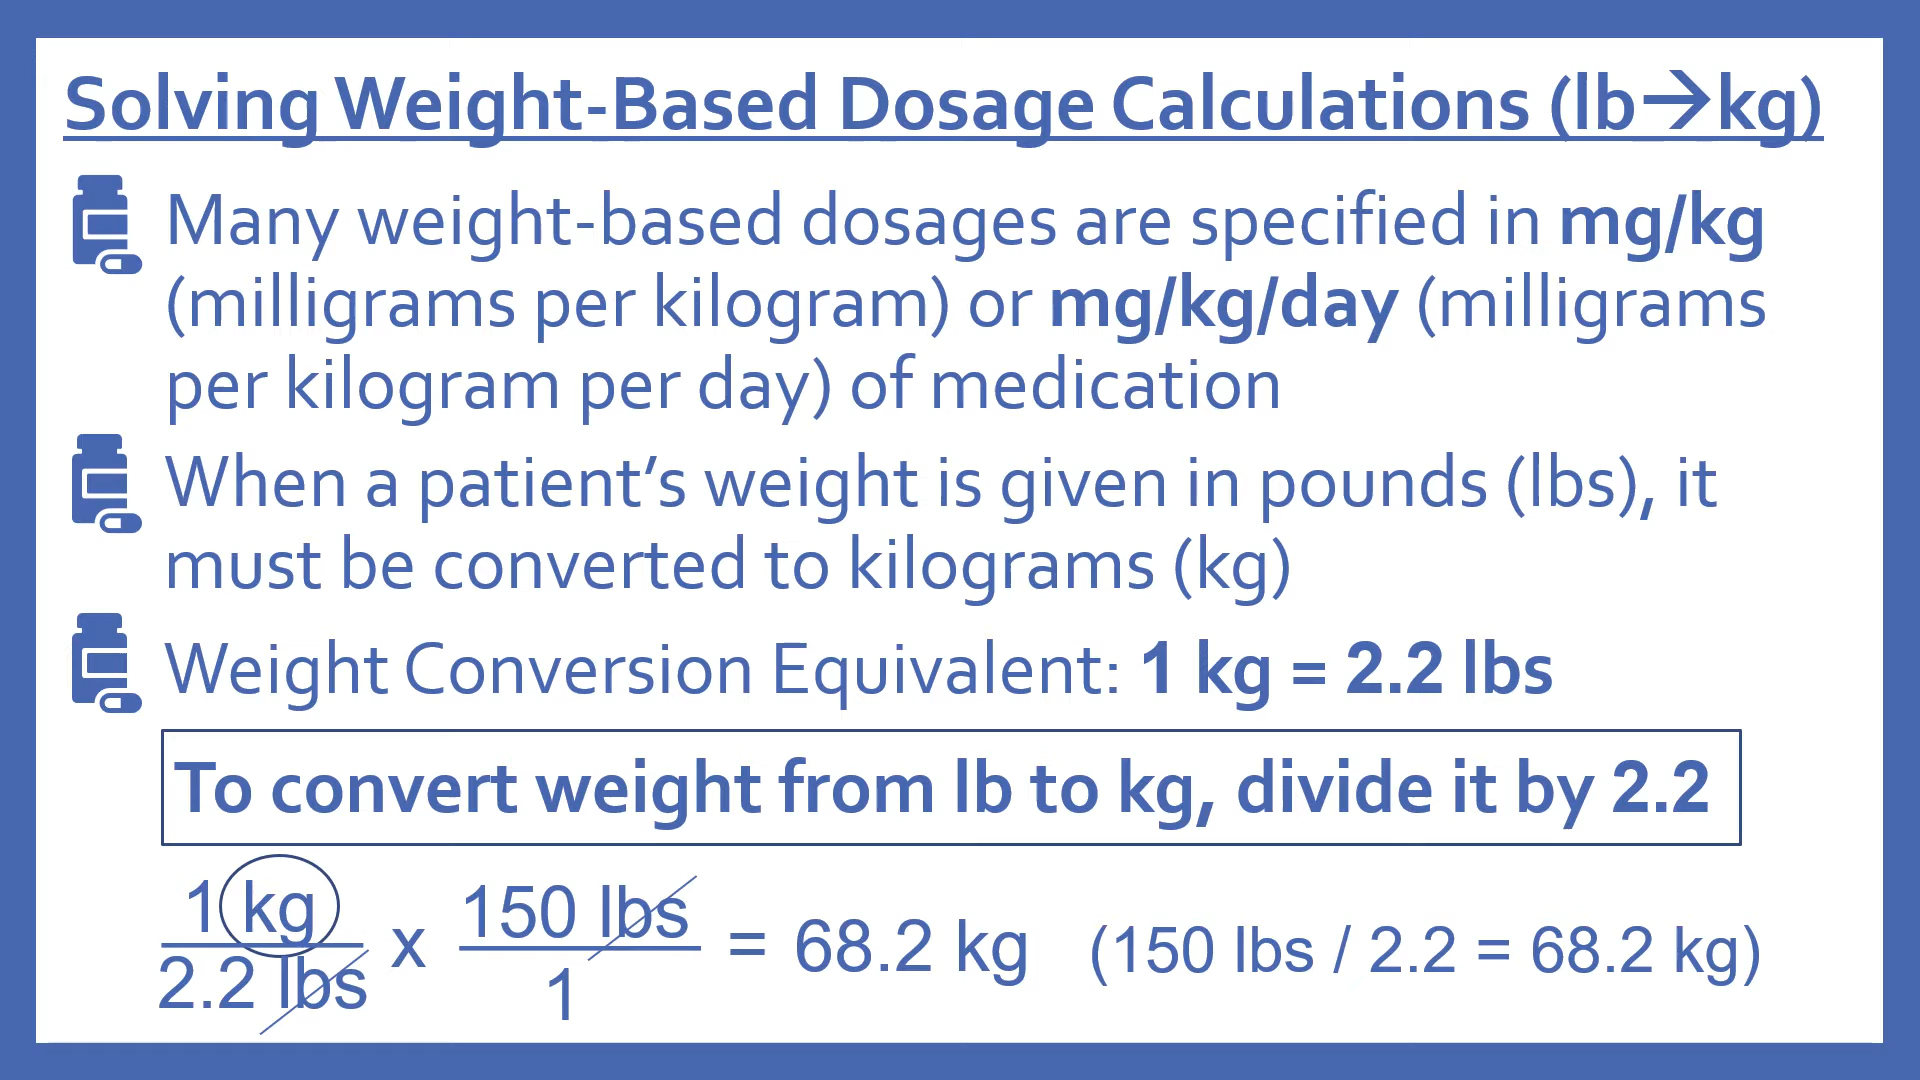 Solving Weight-Based Dosage Calculations (lb→kg)
Many weight-based dosages are specified in mg/kg
(milligrams per kilogram) or mg/kg/day (milligrams
per kilogram per day) of medication
When a patient’s weight is given in pounds (lbs), it
must be converted to kilograms (kg)
Weight Conversion Equivalent: 1 kg = 2.2 lbs
To convert weight from lb to kg, divide it by 2.2
1 kg
2.2 lbs
x
150 lbs
1
= 68.2 kg
(150 lbs / 2.2 = 68.2 kg)